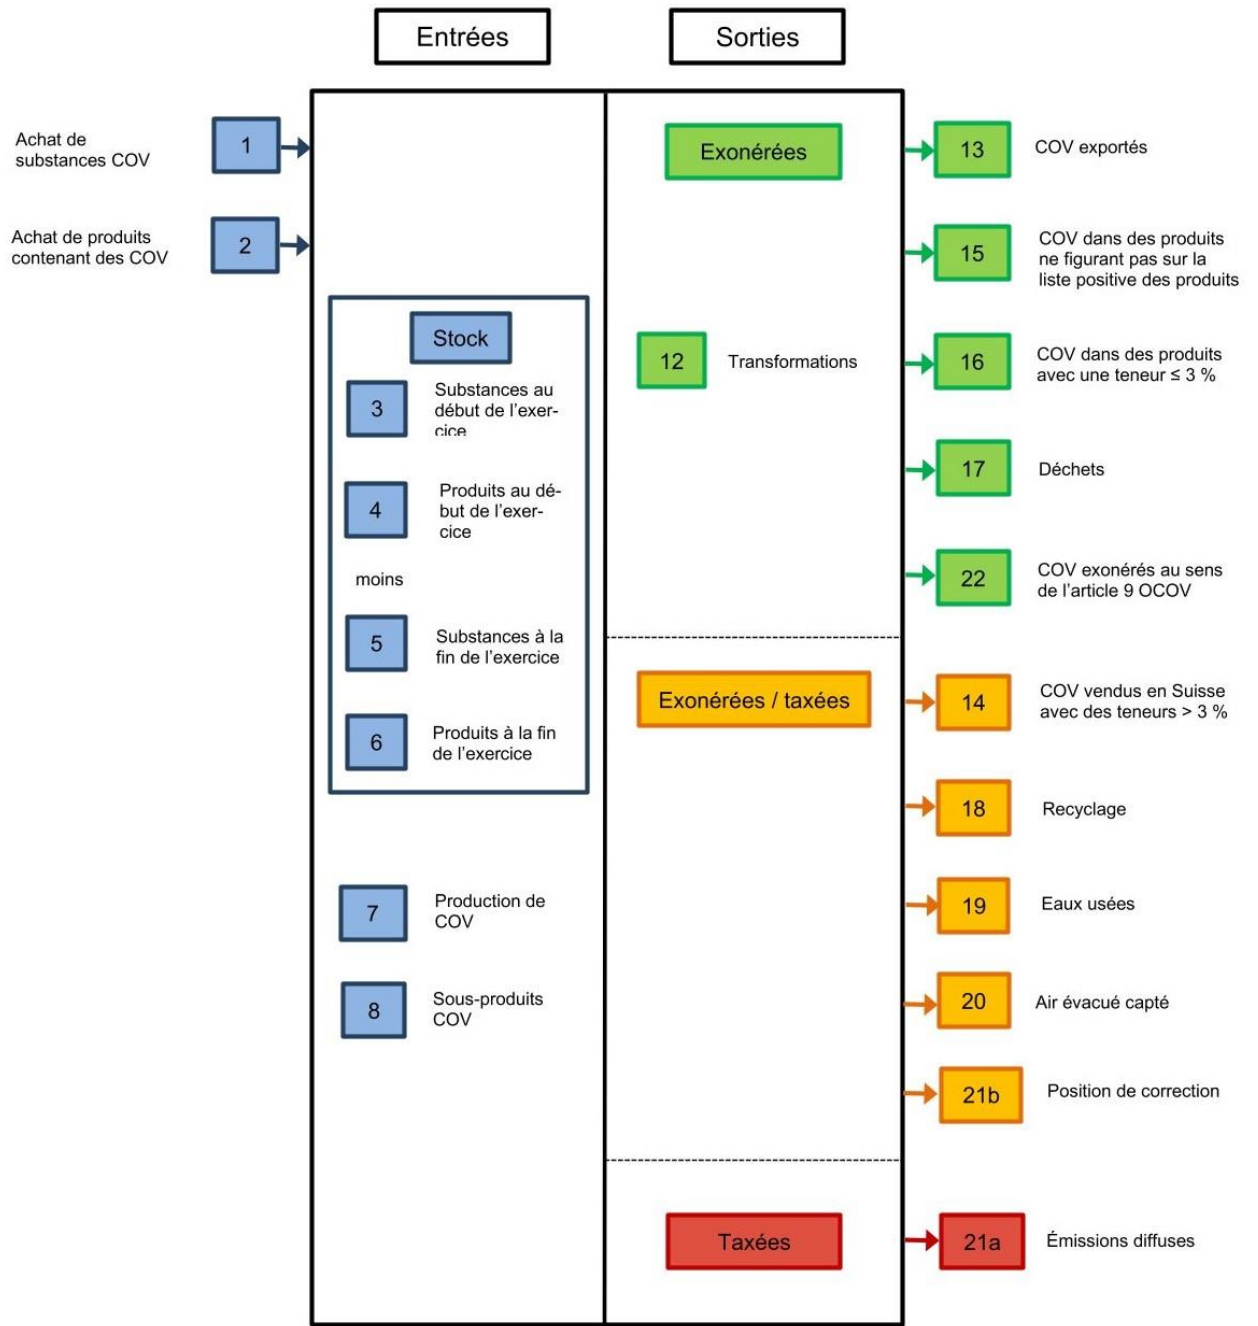 Entrées
Sorties
Achat de
substances COV
1
Achat de produits
contenant des COV
2
Stock
3
Substances au
début de l'exer-
cice
4
Produits au dé-
but de l'exer-
cice
moins
5
Substances à la
fin de l'exercice
6
Produits à la fin
de l'exercice
7
Production de
COV
8
Sous-produits
COV
Exonérées
12
Transformations
13
COV exportés
15
COV dans des produits
ne figurant pas sur la
liste positive des produits
16
COV dans des produits
avec une teneur ≤ 3 %
17
Déchets
22
COV exonérés au sens
de l'article 9 OCOV
Exonérées / taxées
14
COV vendus en Suisse
avec des teneurs > 3 %
18
Recyclage
19
Eaux usées
20
Air évacué capté
21b
Position de correction
Taxées
21a
Émissions diffuses